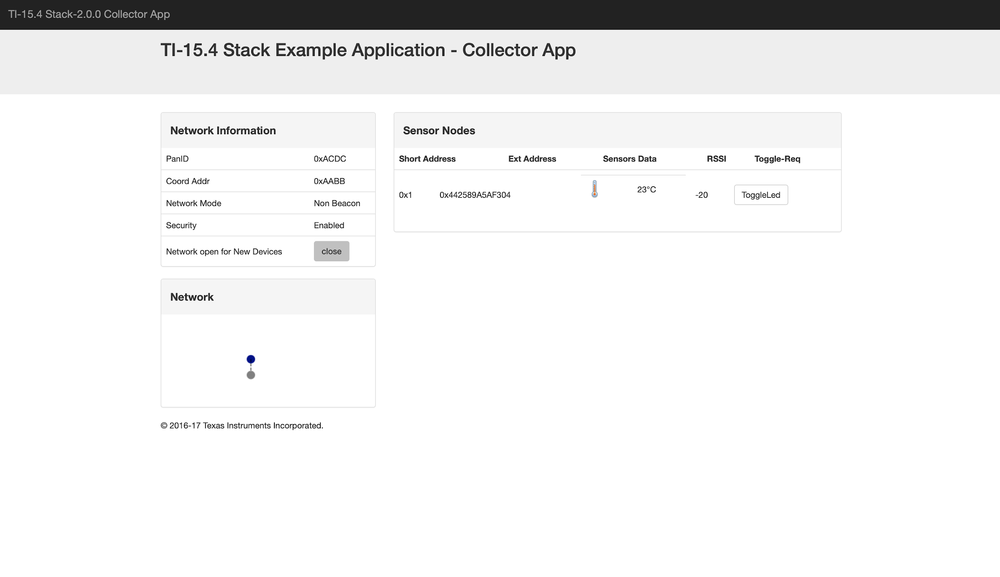 TI-15.4 Stack-2.0.0 Collector App
TI-15.4 Stack Example Application - Collector App
Network Information
PanID 0xACDC
Coord Addr 0xAABB
Network Mode Non Beacon
Security Enabled
Network open for New Devices close
Sensor Nodes
Short Address Ext Address Sensors Data RSSI Toggle-Req
0x1 0x442589A5AF304 23°C -20 ToggleLed
Network
© 2016-17 Texas Instruments Incorporated.